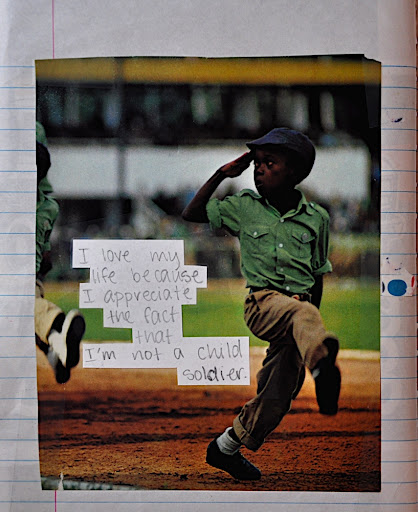 I love my
life because
I appreciate
the fact
that
I'm not a child
soldier.